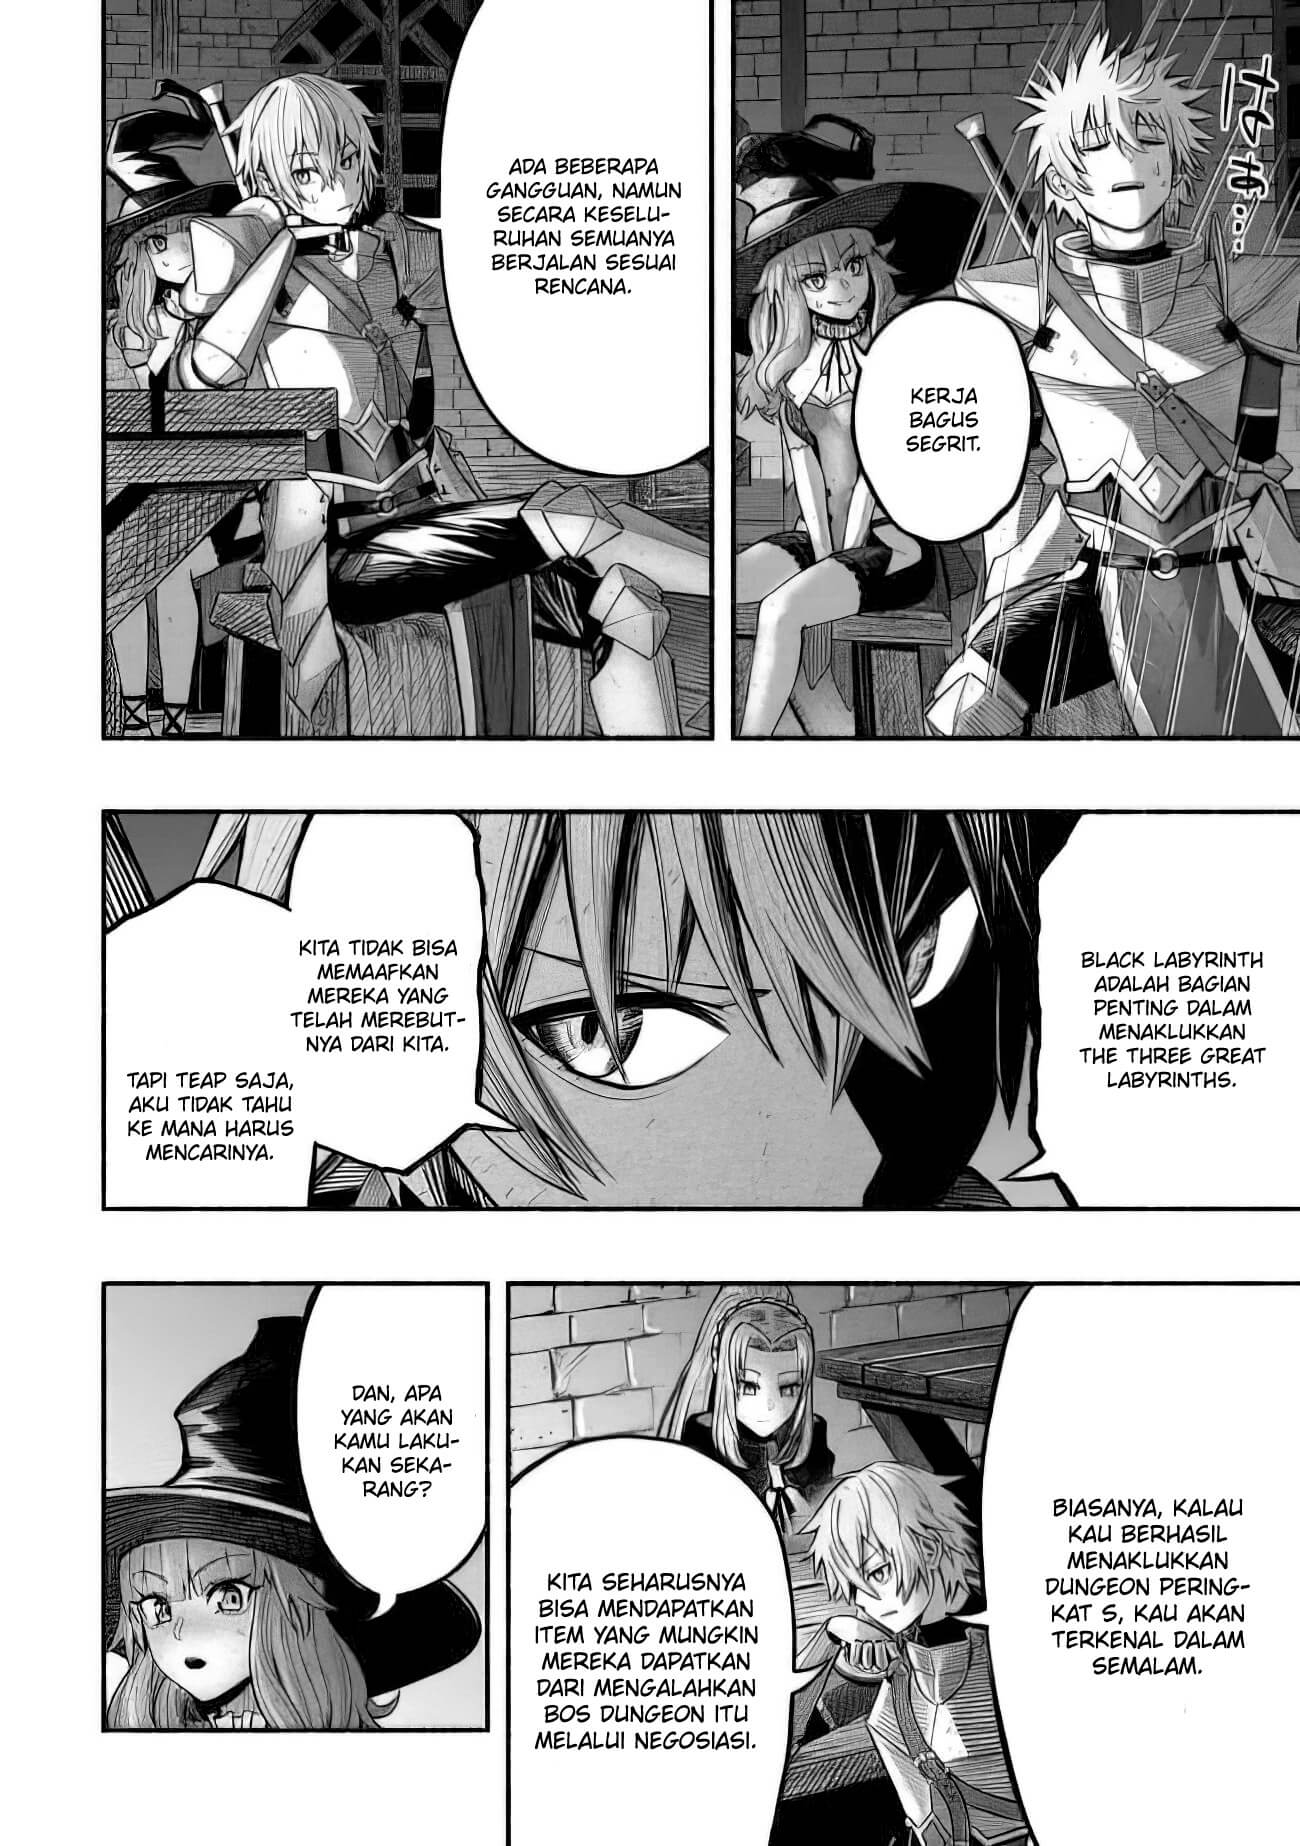 はぁ…
KERJA
BAGUS
SEGRIT.
ADA BEBERAPA
GANGGUAN, NAMUN
SECARA KESELU-
RUHAN SEMUANYA
BERJALAN SESUAI
RENCANA.
BLACK LABYRINTH
ADALAH BAGIAN
PENTING DALAM
MENAKLUKKAN
THE THREE GREAT
LABYRINTHS.
KITA TIDAK BISA
MEMAAFKAN
MEREKA YANG
TELAH MEREBUT-
NYA DARI KITA.
TAPI TEAP SAJA,
AKU TIDAK TAHU
KE MANA HARUS
MENCARINYA.
BIASANYA, KALAU
KAU BERHASIL
MENAKLUKKAN
DUNGEON PERING-
KAT S, KAU AKAN
TERKENAL DALAM
SEMALAM.
KITA SEHARUSNYA
BISA MENDAPATKAN
ITEM YANG MUNGKIN
MEREKA DAPATKAN
DARI MENGALAHKAN
BOS DUNGEON ITU
MELALUI NEGOSIASI.
DAN, APA
YANG AKAN
KAMU LAKU-
KAN SEKA-
RANG?